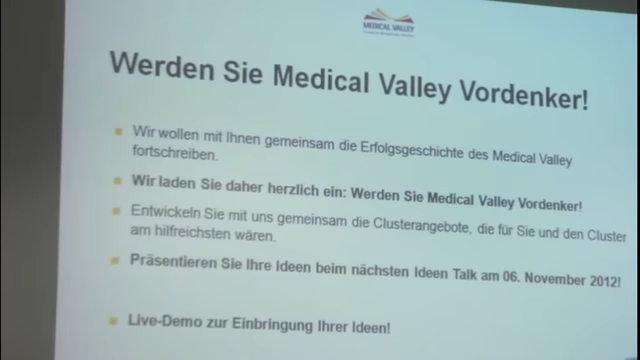 MEDICAL VALLEY
Werden Sie Medical Valley Vordenker!
Wir wollen mit Ihnen gemeinsam die Erfolgsgeschichte des Medical Valley
fortschreiben.
Wir laden Sie daher herzlich ein: Werden Sie Medical Valley Vordenker!
Entwickeln Sie mit uns gemeinsam die Clusterangebote, die für Sie und den Cluster
am hilfreichsten wären.
Präsentieren Sie Ihre Ideen beim nächsten Ideen Talk am 06. November 2012!
Live-Demo zur Einbringung Ihrer Ideen!